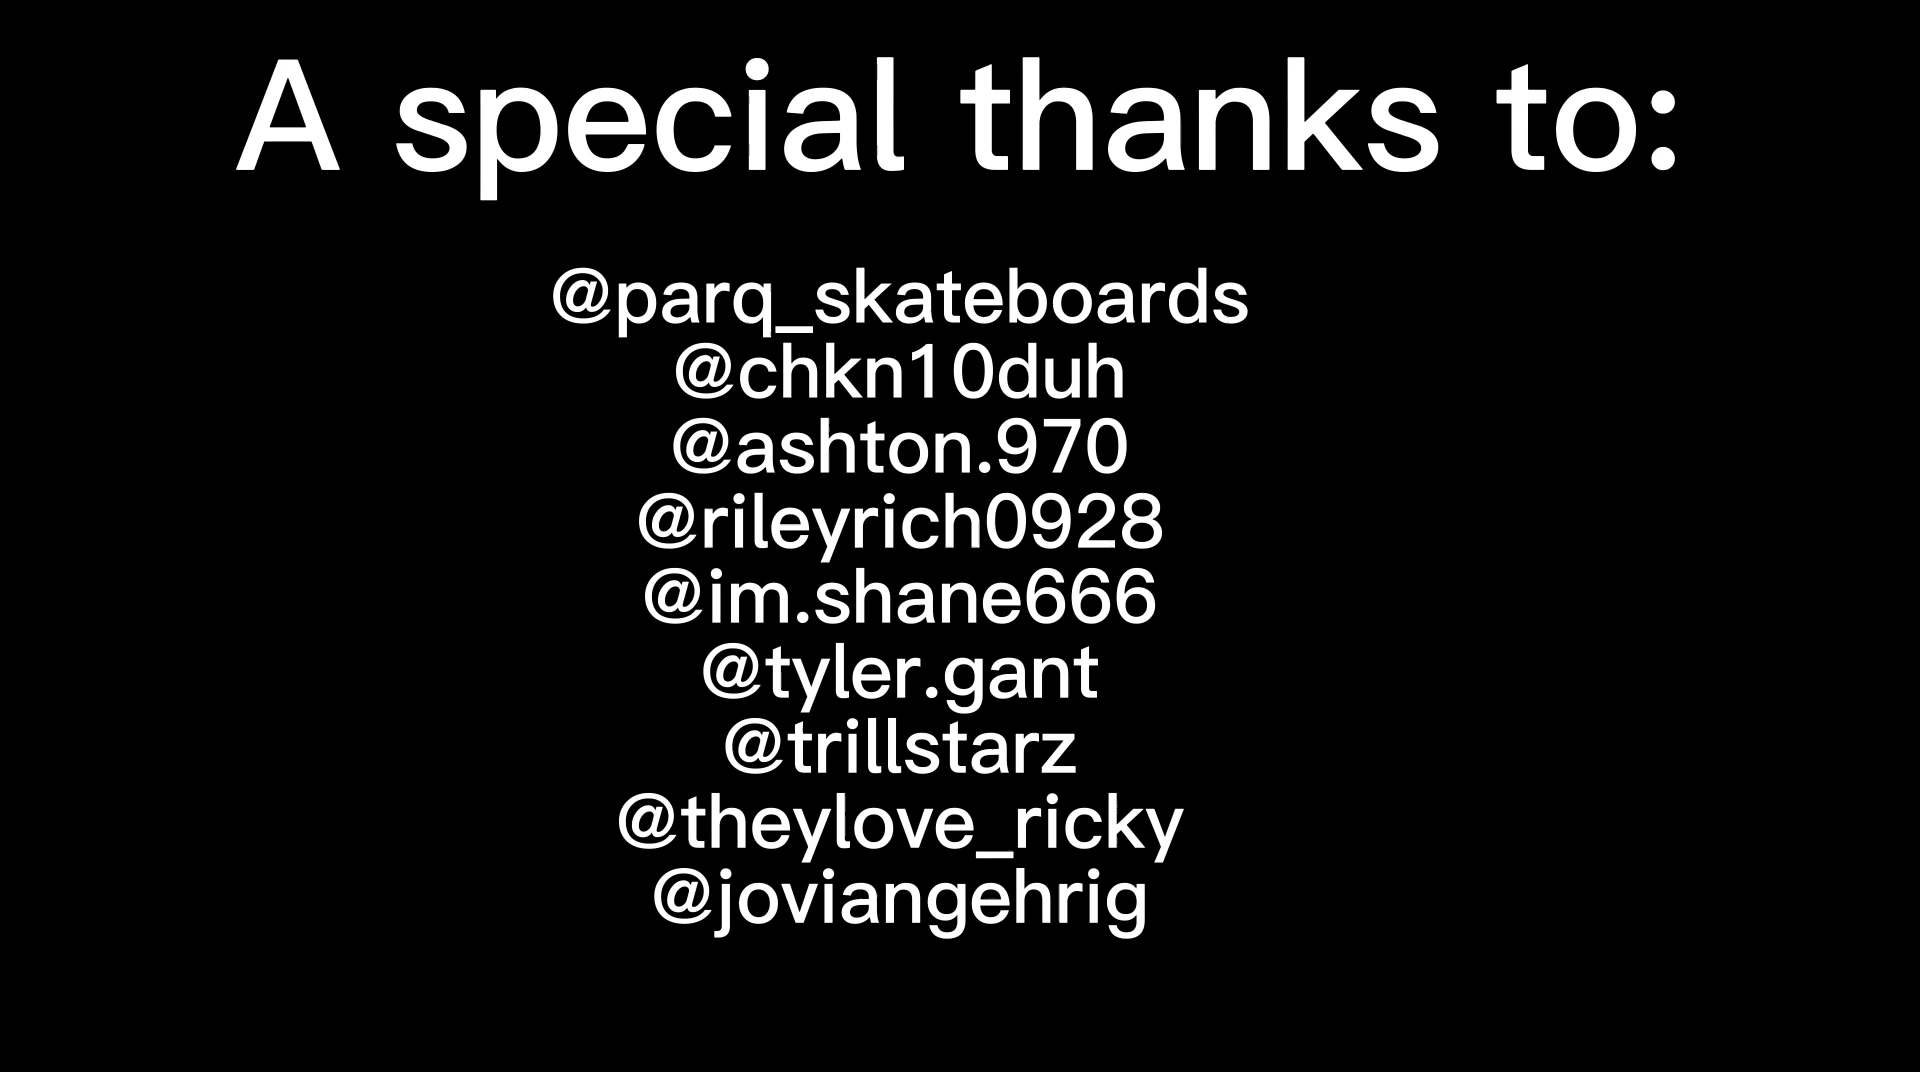 A special thanks to:
@parq_skateboards
@chkn10duh
@ashton.970
@rileyrich0928
@im.shane666
@tyler.gant
@trillstarz
@theylove_ricky
@joviangehrig